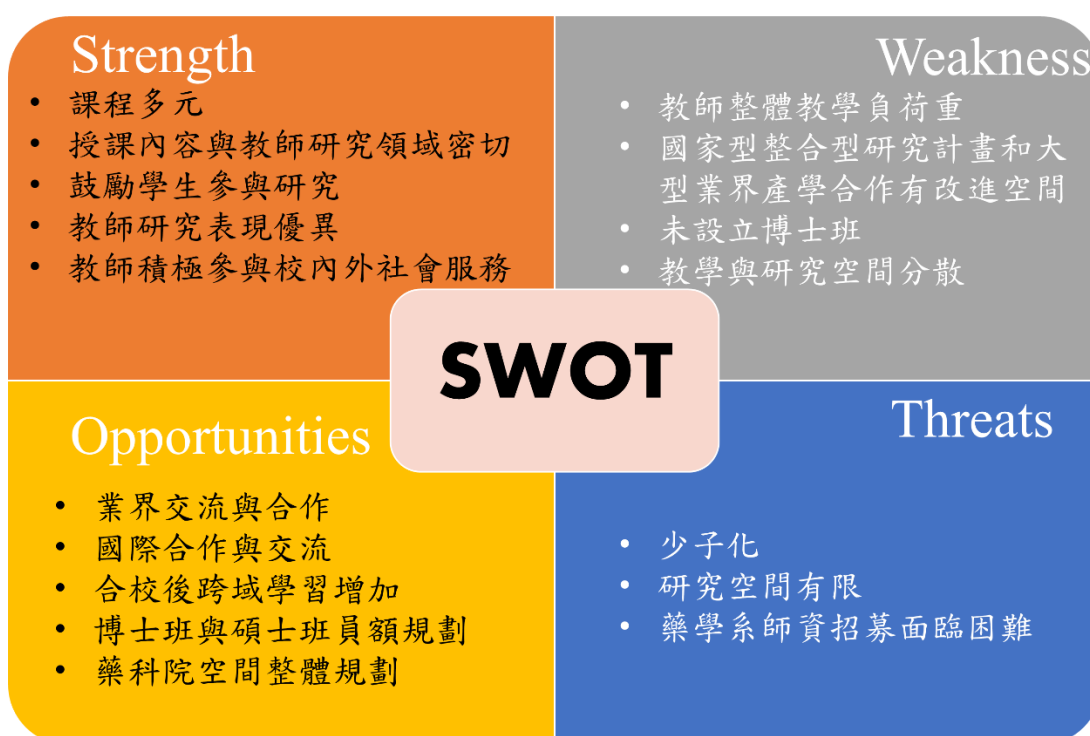 Strength
• 課程多元
• 授課內容與教師研究領域密切
• 鼓勵學生參與研究
• 教師研究表現優異
• 教師積極參與校內外社會服務
Weakness
• 教師整體教學負荷重
• 國家型整合型研究計畫和大
型業界產學合作有改進空間
• 未設立博士班
• 教學與研究空間分散
SWOT
Opportunities
• 業界交流與合作
• 國際合作與交流
• 合校後跨域學習增加
• 博士班與碩士班員額規劃
• 藥科院空間整體規劃
Threats
• 少子化
• 研究空間有限
• 藥學系師資招募面臨困難